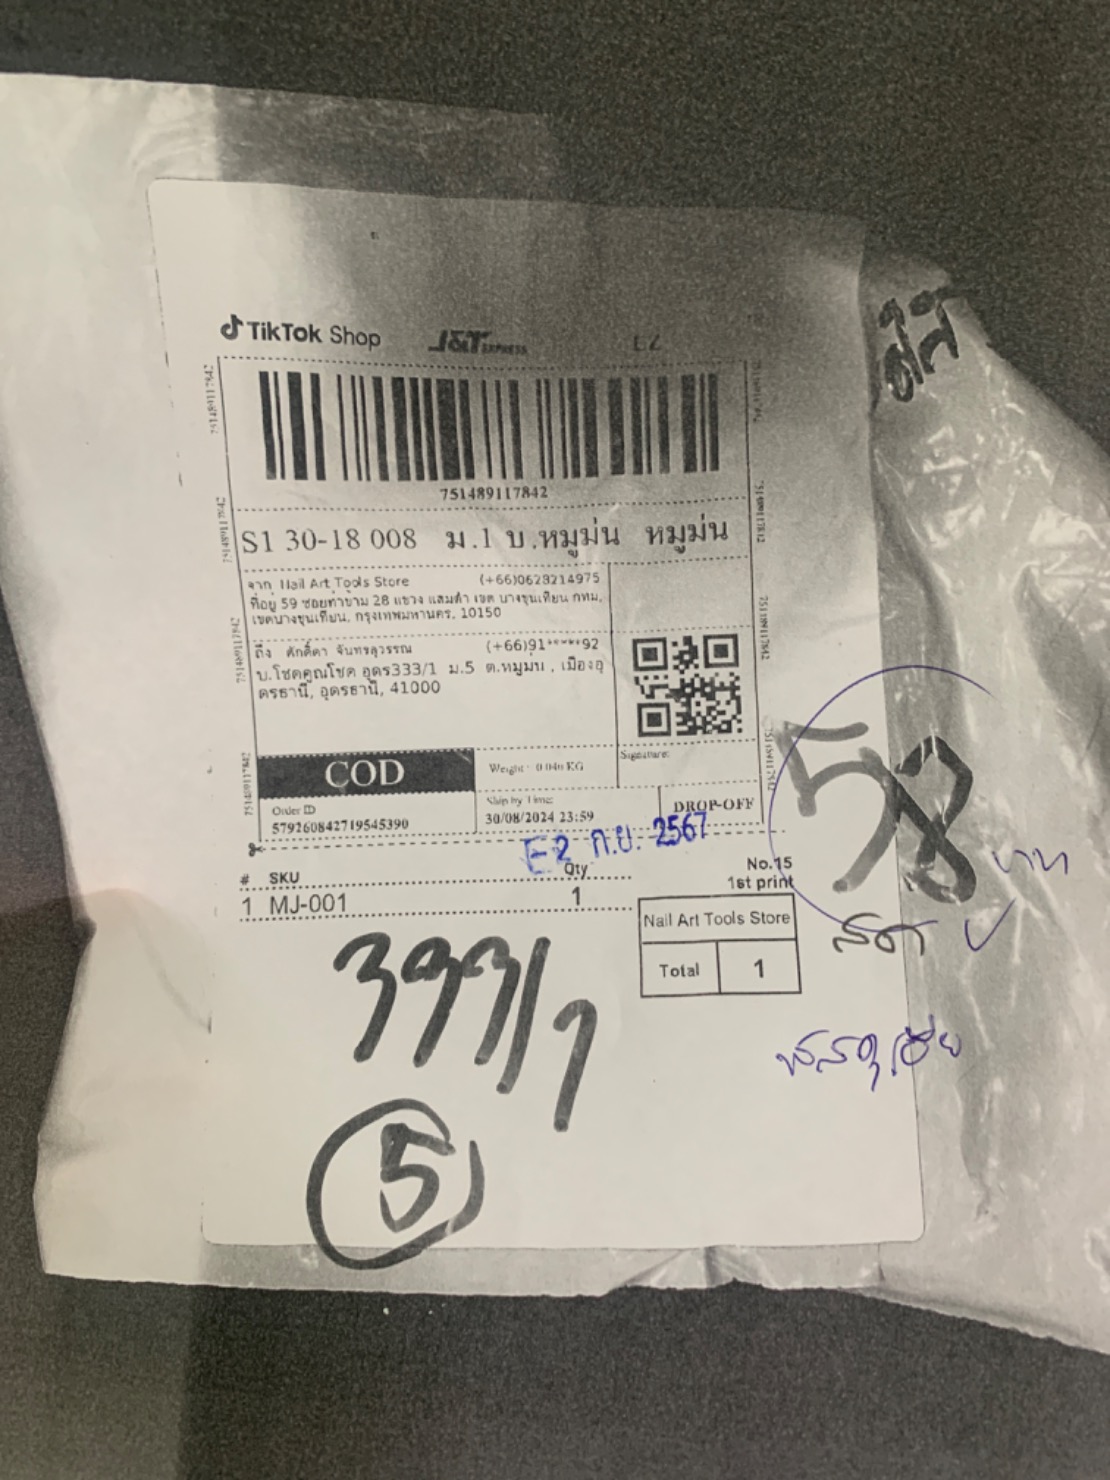 TikTok Shop J&T EXPRESS EZ
751489117842
S1 30-18 008 ม.1 บ.หมูม่น หมูม่น
จาก Nail Art Tools Store (+66)0628214975
ที่อยู่ 59 ซอยท่าข้าม 28 แขวง แสมดำ เขต บางขุนเทียน กทม,
เขตบางขุนเทียน, กรุงเทพมหานคร, 10150
ถึง ศักดิ์ดา จันทรสุวรรณ (+66)91*****92
บ.โชคคูณโชค อุดร333/1 ม.5 ต.หมูม่น , เมืองอุ
ดรธานี, อุดรธานี, 41000
COD
Weight: 0.040 KG
Signature:
Order ID
579260842719545390
Ship by Time:
30/08/2024 23:59
DROP-OFF
E2 ก.ย. 2567
# SKU Qty
1 MJ-001 1
No.15
1st print
Nail Art Tools Store
Total 1
58 บาท
สด
333/1
5